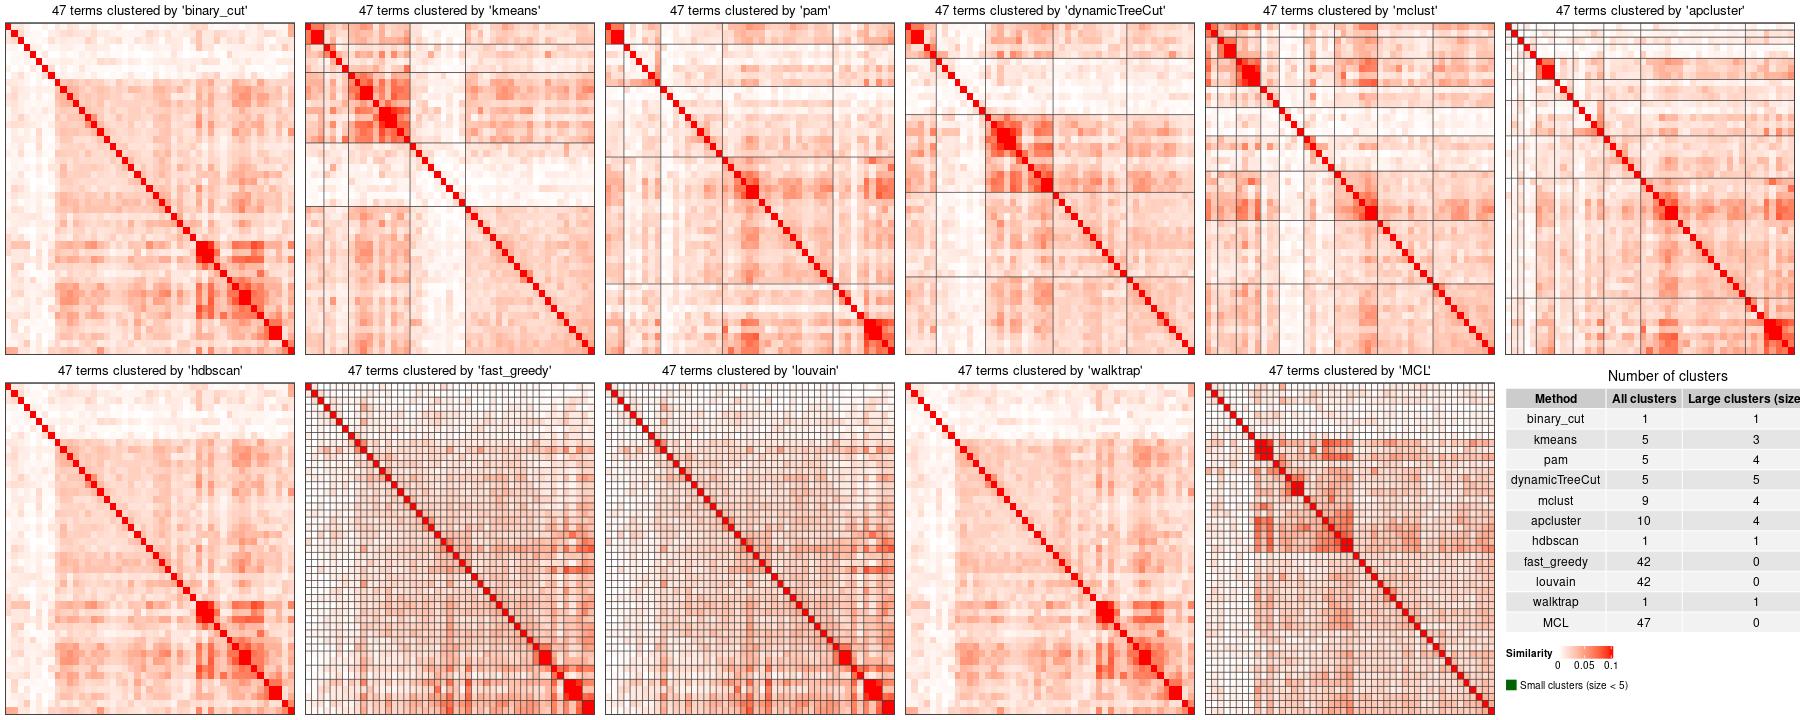 47 terms clustered by 'binary_cut'
47 terms clustered by 'kmeans'
47 terms clustered by 'pam'
47 terms clustered by 'dynamicTreeCut'
47 terms clustered by 'mclust'
47 terms clustered by 'apcluster'
47 terms clustered by 'hdbscan'
47 terms clustered by 'fast_greedy'
47 terms clustered by 'louvain'
47 terms clustered by 'walktrap'
47 terms clustered by 'MCL'
Number of clusters
Method All clusters Large clusters (size
binary_cut 1 1
kmeans 5 3
pam 5 4
dynamicTreeCut 5 5
mclust 9 4
apcluster 10 4
hdbscan 1 1
fast_greedy 42 0
louvain 42 0
walktrap 1 1
MCL 47 0
Similarity
0 0.05 0.1
Small clusters (size < 5)